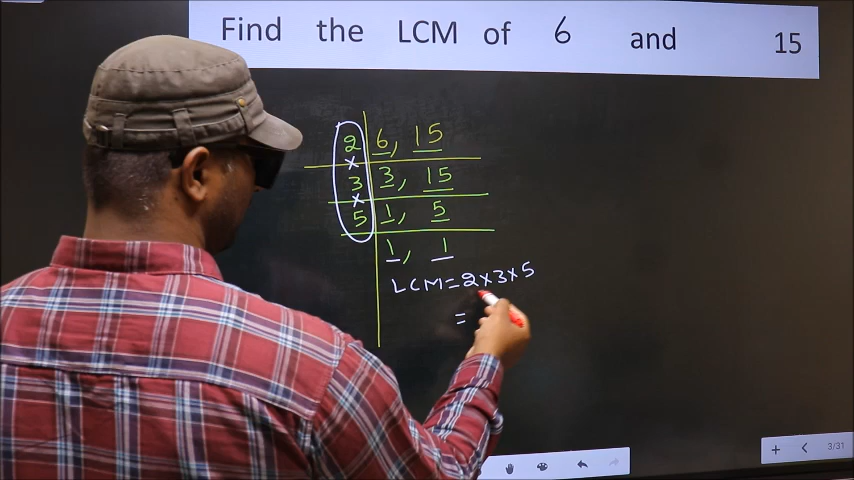 Find the LCM of 6 and 15
2 6, 15
×
3 3, 15
×
5 1, 5
1, 1
LCM = 2 × 3 × 5
=
+ < 3/31